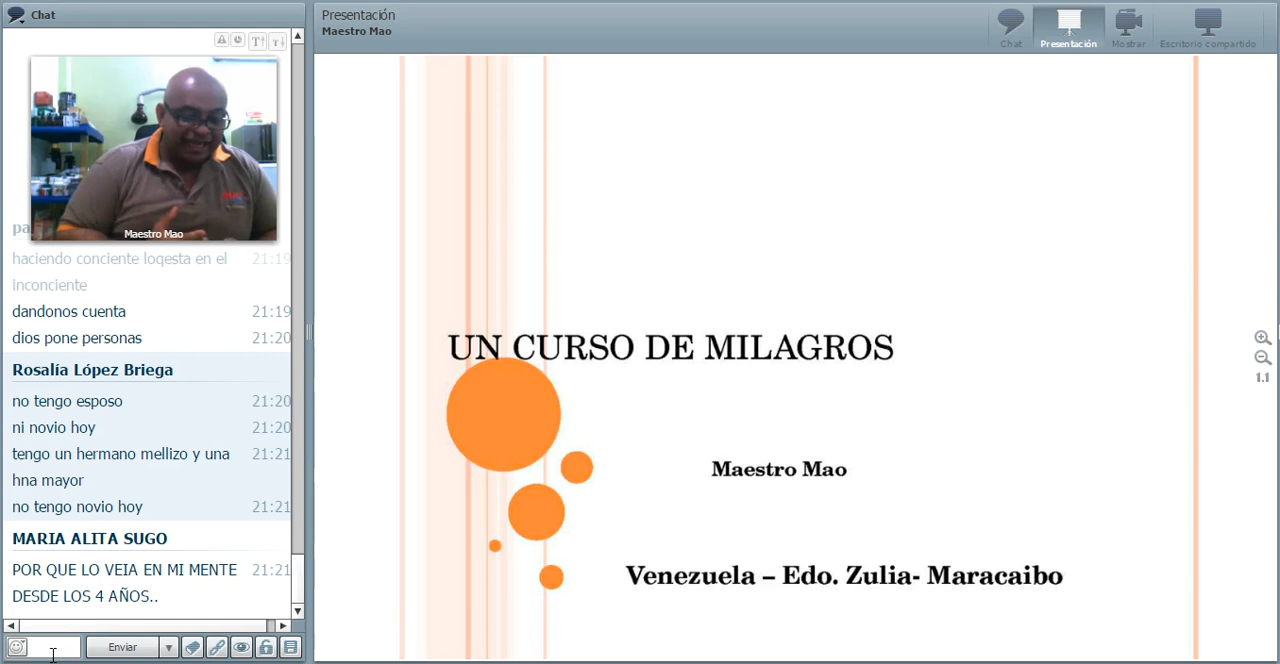 Chat
Maestro Mao
haciendo conciente loqesta en el 21:19
inconciente
dandonos cuenta 21:19
dios pone personas 21:20
Rosalía López Briega
no tengo esposo 21:20
ni novio hoy 21:20
tengo un hermano mellizo y una 21:21
hna mayor
no tengo novio hoy 21:21
MARIA ALITA SUGO
POR QUE LO VEIA EN MI MENTE 21:21
DESDE LOS 4 AÑOS..
Enviar
Presentación
Maestro Mao
Chat
Presentación
Mostrar
Escritorio compartido
UN CURSO DE MILAGROS
Maestro Mao
Venezuela – Edo. Zulia- Maracaibo
1.1